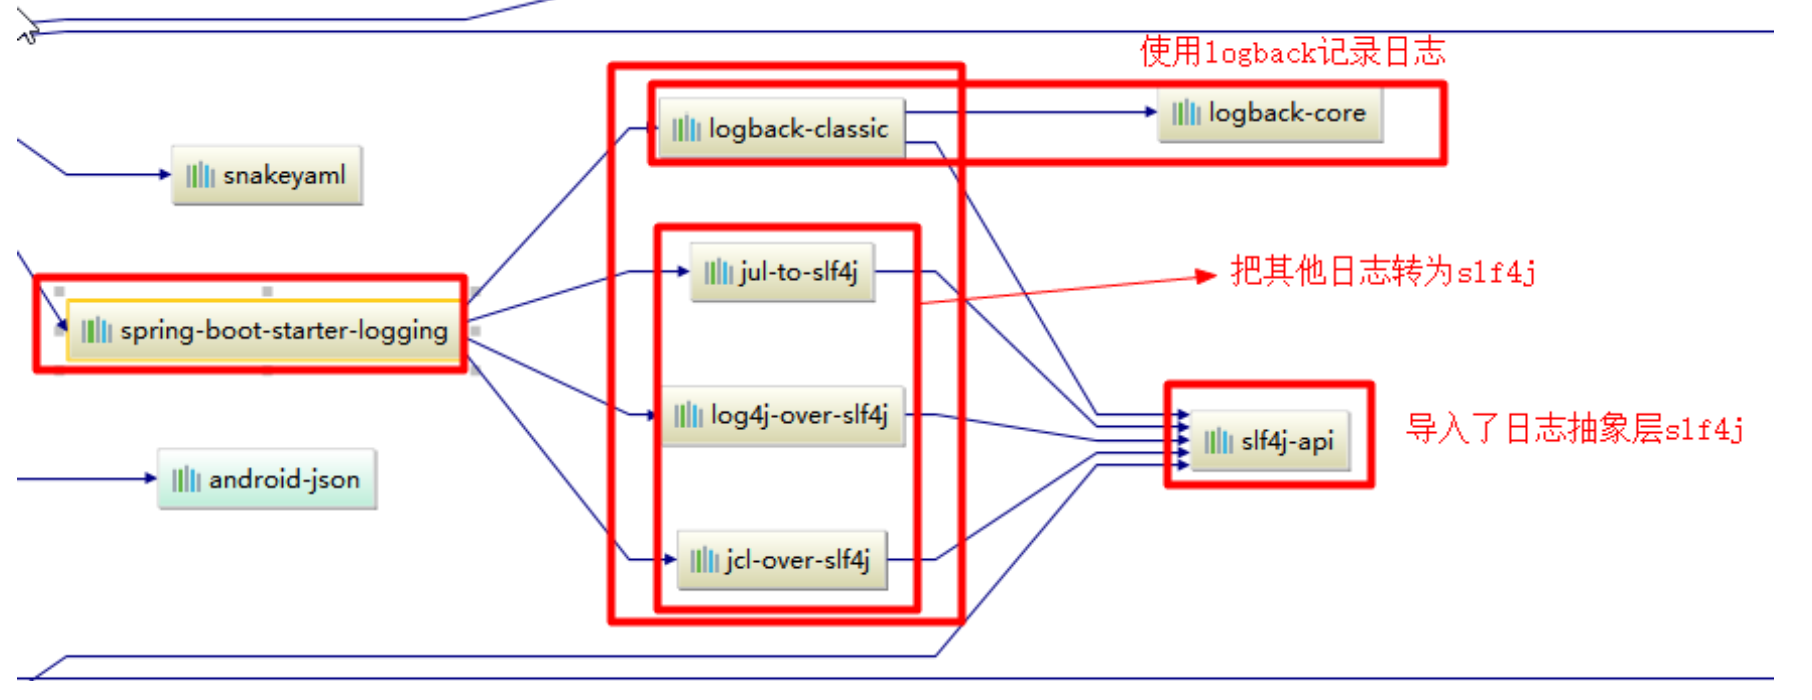 使用logback记录日志
logback-classic
logback-core
snakeyaml
jul-to-slf4j
把其他日志转为slf4j
spring-boot-starter-logging
log4j-over-slf4j
slf4j-api
导入了日志抽象层slf4j
android-json
jcl-over-slf4j